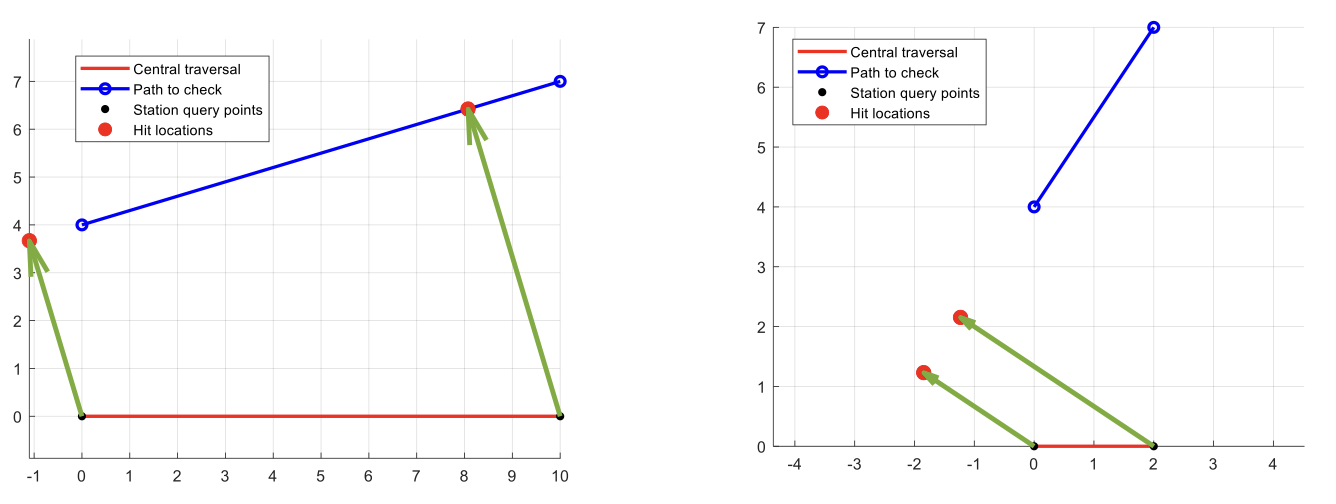 Central traversal
Path to check
Station query points
Hit locations
7
6
5
4
3
2
1
0
-1 0 1 2 3 4 5 6 7 8 9 10
Central traversal
Path to check
Station query points
Hit locations
7
6
5
4
3
2
1
0
-4 -3 -2 -1 0 1 2 3 4